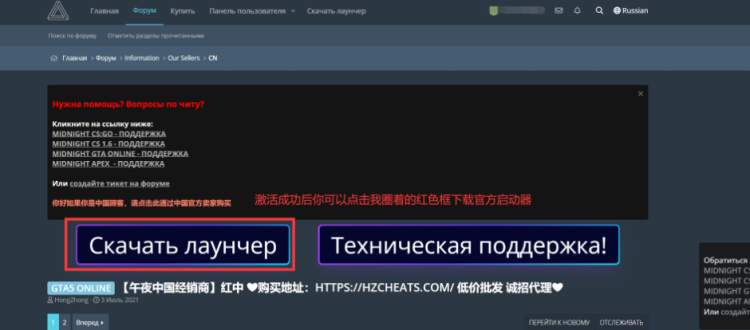 Главная Форум Купить Панель пользователя Скачать лаунчер Russian
Поиск по форуму Отметить разделы прочитанными
Главная › Форум › Information › Our Sellers › CN
Нужна помощь? Вопросы по читу?
Кликните на ссылку ниже:
MIDNIGHT CS:GO - ПОДДЕРЖКА
MIDNIGHT CS 1.6 - ПОДДЕРЖКА
MIDNIGHT GTA ONLINE - ПОДДЕРЖКА
MIDNIGHT APEX - ПОДДЕРЖКА
Или создайте тикет на форуме
你好如果你是中国顾客，请点击此通过中国官方卖家购买
激活成功后你可以点击我圈着的红色框下载官方启动器
Скачать лаунчер Техническая поддержка!
GTA5 ONLINE 【午夜中国经销商】红中 ❤购买地址：HTTPS://HZCHEATS.COM/ 低价批发 诚招代理❤
HongZhong · 3 Июль 2021
1 2 Вперед ПЕРЕЙТИ К НОВОМУ ОТСЛЕЖИВАТЬ
Обратиться
MIDNIGHT CS
MIDNIGHT CS
MIDNIGHT G
MIDNIGHT A
Или создай